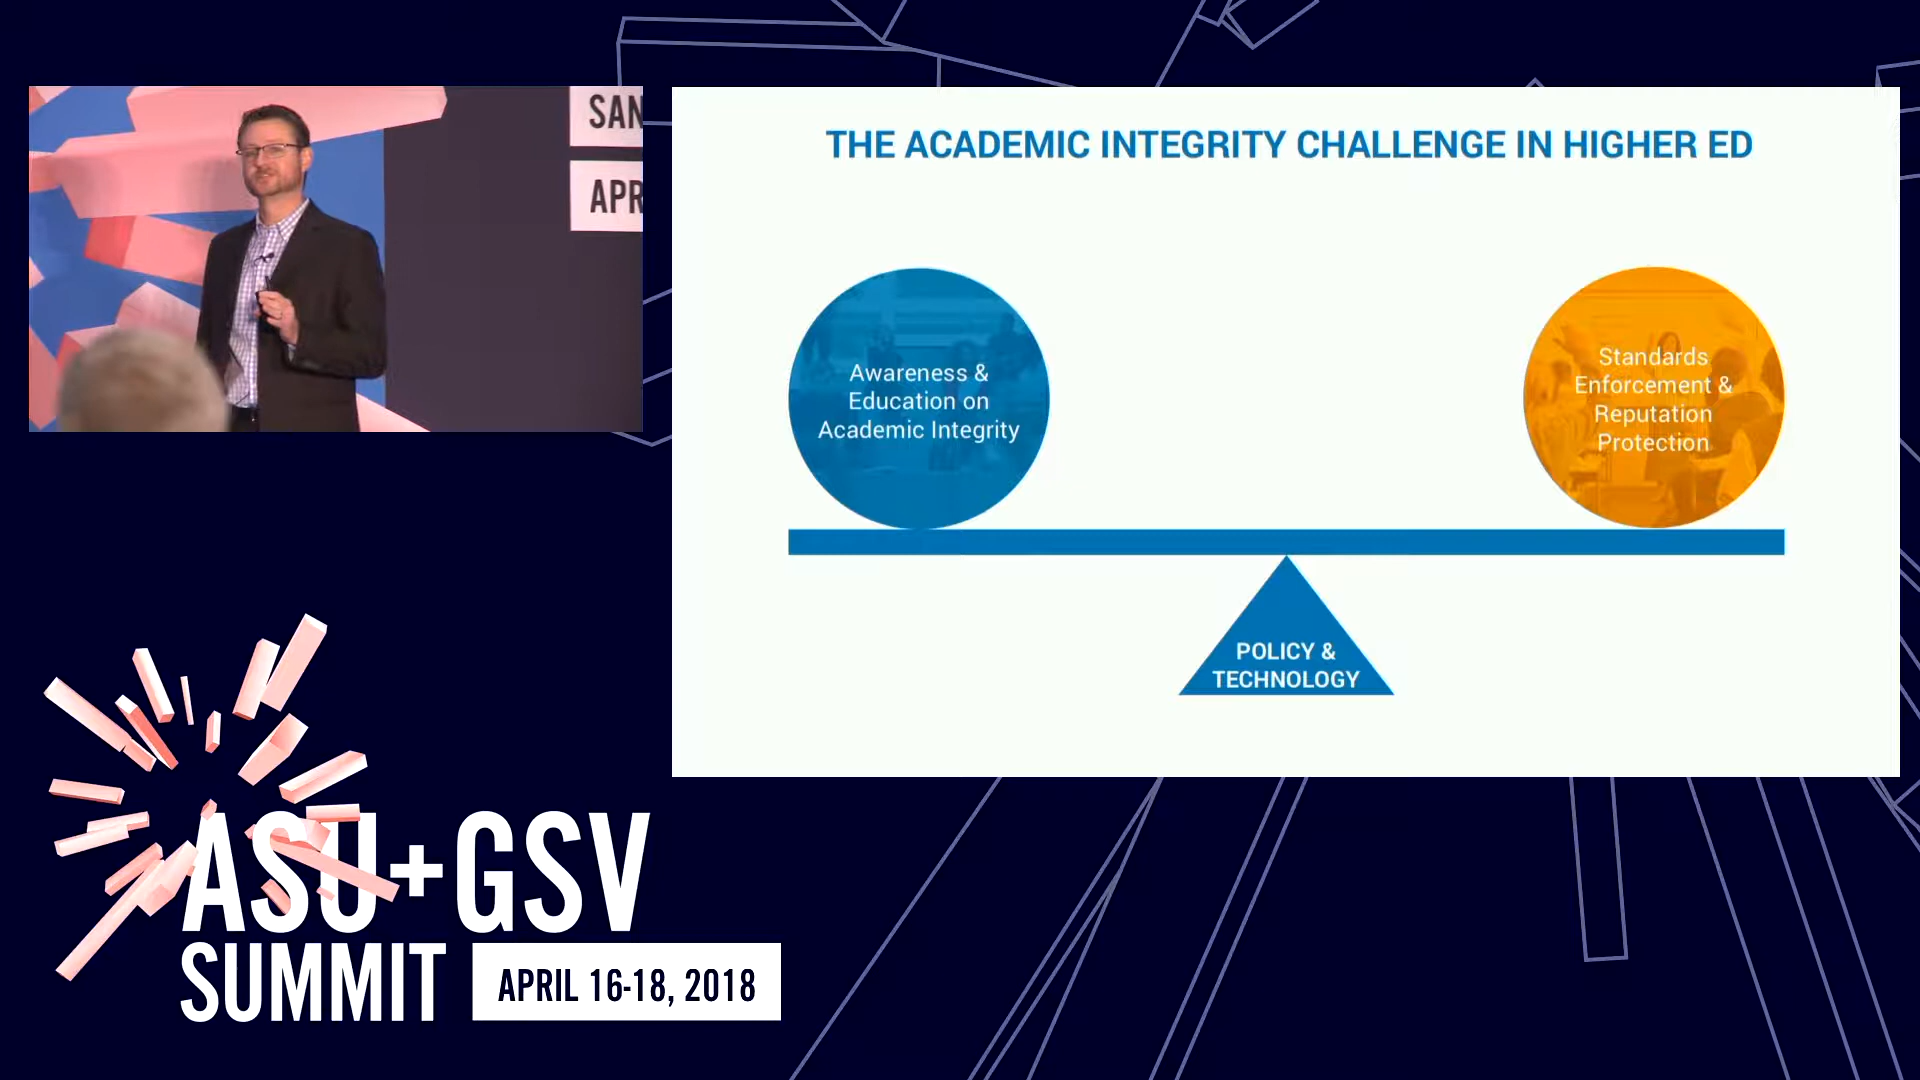 SAN
APR
THE ACADEMIC INTEGRITY CHALLENGE IN HIGHER ED
Awareness &
Education on
Academic Integrity
Standards
Enforcement &
Reputation
Protection
POLICY &
TECHNOLOGY
ASU+GSV
SUMMIT
APRIL 16-18, 2018